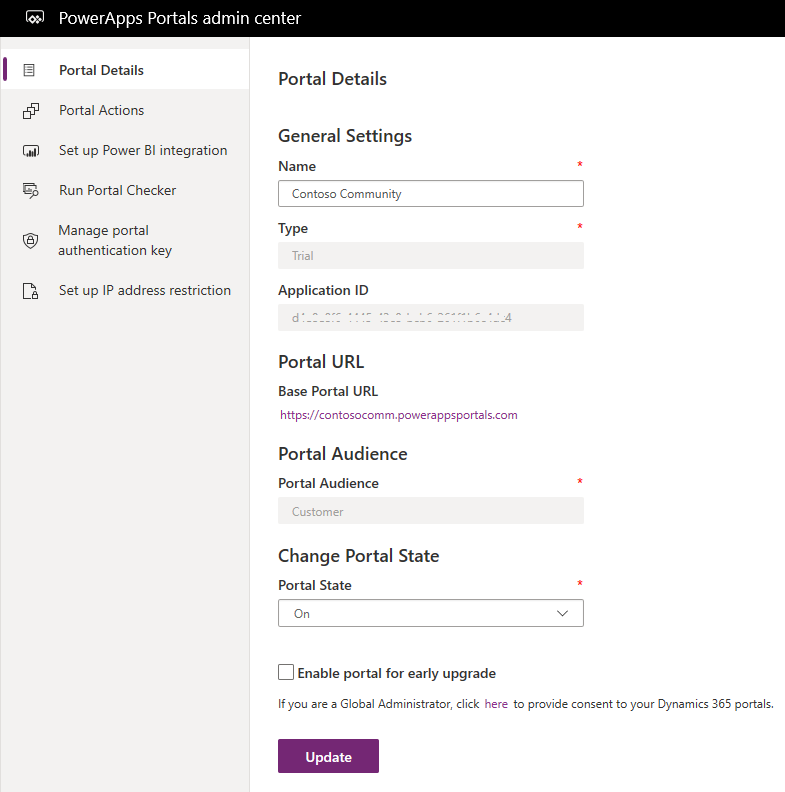 PowerApps Portals admin center
Portal Details
Portal Actions
Set up Power BI integration
Run Portal Checker
Manage portal
authentication key
Set up IP address restriction
Portal Details
General Settings
Name *
Contoso Community
Type *
Trial
Application ID
Portal URL
Base Portal URL
https://contosocomm.powerappsportals.com
Portal Audience
Portal Audience *
Customer
Change Portal State
Portal State *
On
Enable portal for early upgrade
If you are a Global Administrator, click here to provide consent to your Dynamics 365 portals.
Update